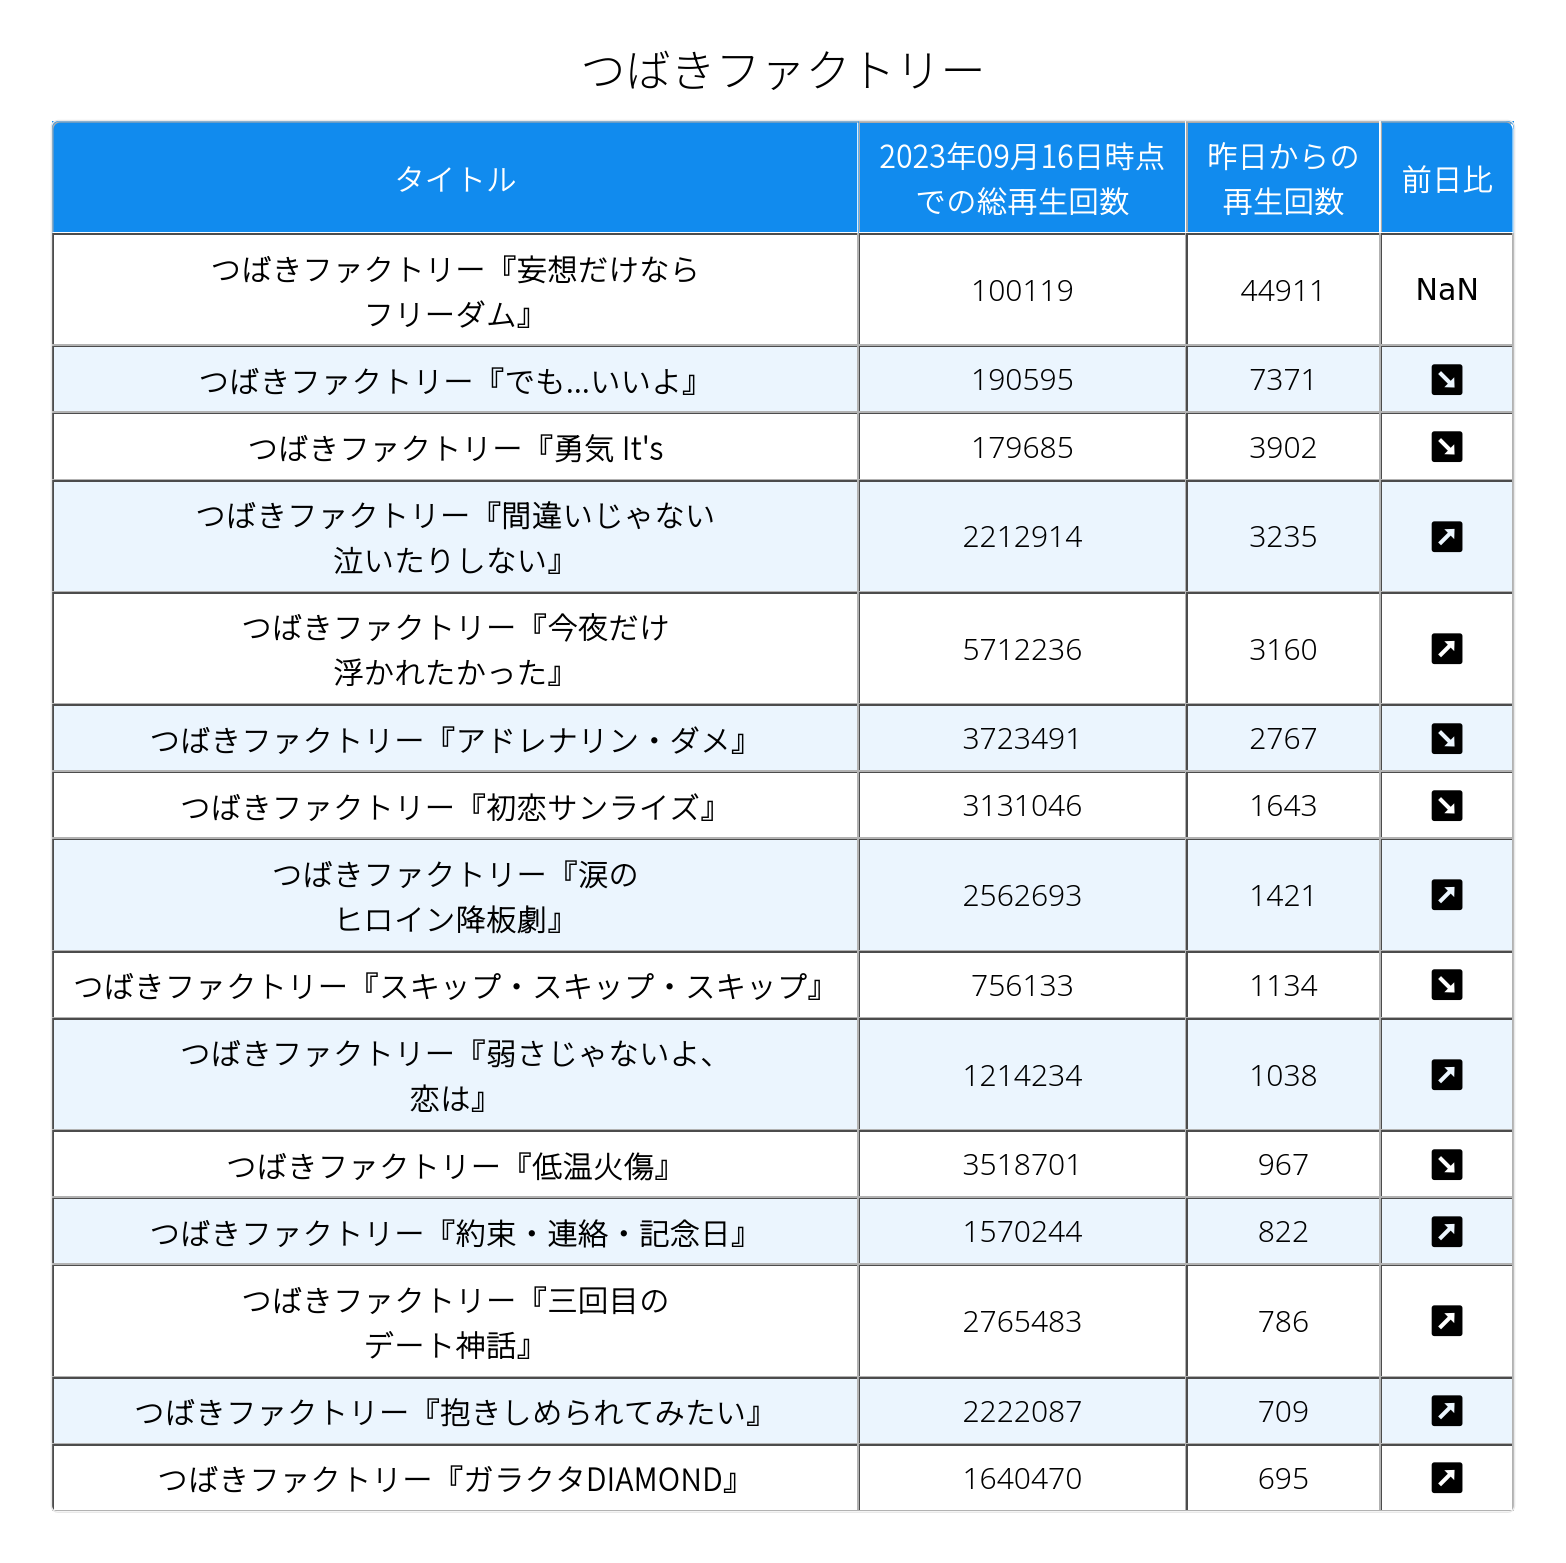 つばきファクトリー
タイトル
2023年09月16日時点
での総再生回数
昨日からの
再生回数
前日比
つばきファクトリー『妄想だけなら
フリーダム』
100119
44911
NaN
つばきファクトリー『でも...いいよ』
190595
7371
↘
つばきファクトリー『勇気 It's
179685
3902
↘
つばきファクトリー『間違いじゃない
泣いたりしない』
2212914
3235
↗
つばきファクトリー『今夜だけ
浮かれたかった』
5712236
3160
↗
つばきファクトリー『アドレナリン・ダメ』
3723491
2767
↘
つばきファクトリー『初恋サンライズ』
3131046
1643
↘
つばきファクトリー『涙の
ヒロイン降板劇』
2562693
1421
↗
つばきファクトリー『スキップ・スキップ・スキップ』
756133
1134
↘
つばきファクトリー『弱さじゃないよ、
恋は』
1214234
1038
↗
つばきファクトリー『低温火傷』
3518701
967
↘
つばきファクトリー『約束・連絡・記念日』
1570244
822
↗
つばきファクトリー『三回目の
デート神話』
2765483
786
↗
つばきファクトリー『抱きしめられてみたい』
2222087
709
↗
つばきファクトリー『ガラクタDIAMOND』
1640470
695
↗